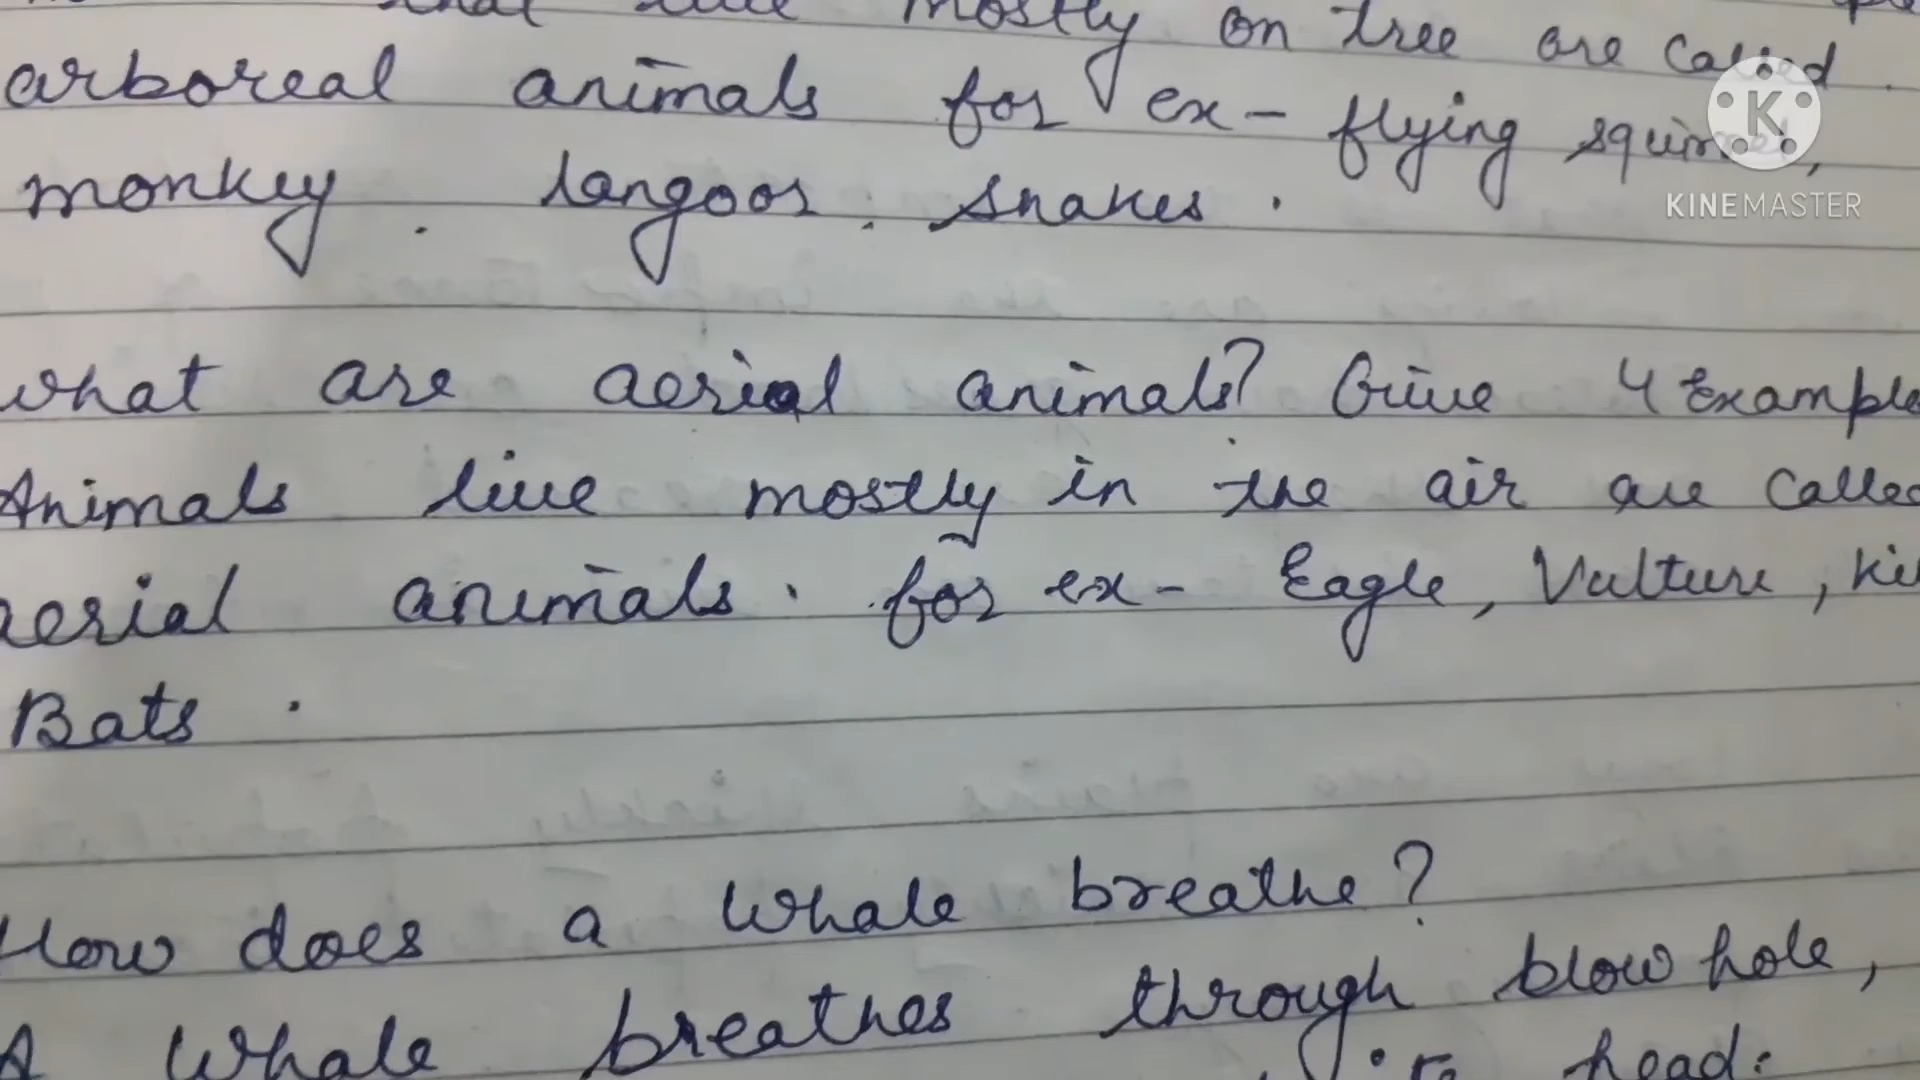 that live mostly on tree are called
arboreal animals for ex- flying squirrel,
monkey. langoor. snakes.
What are aerial animals? Give 4 Example
Animals live mostly in the air are called
aerial animals. for ex- Eagle, Vulture,
Bats.
How does a Whale breathe?
A Whale breathes through blow hole,
head.
KINEMASTER